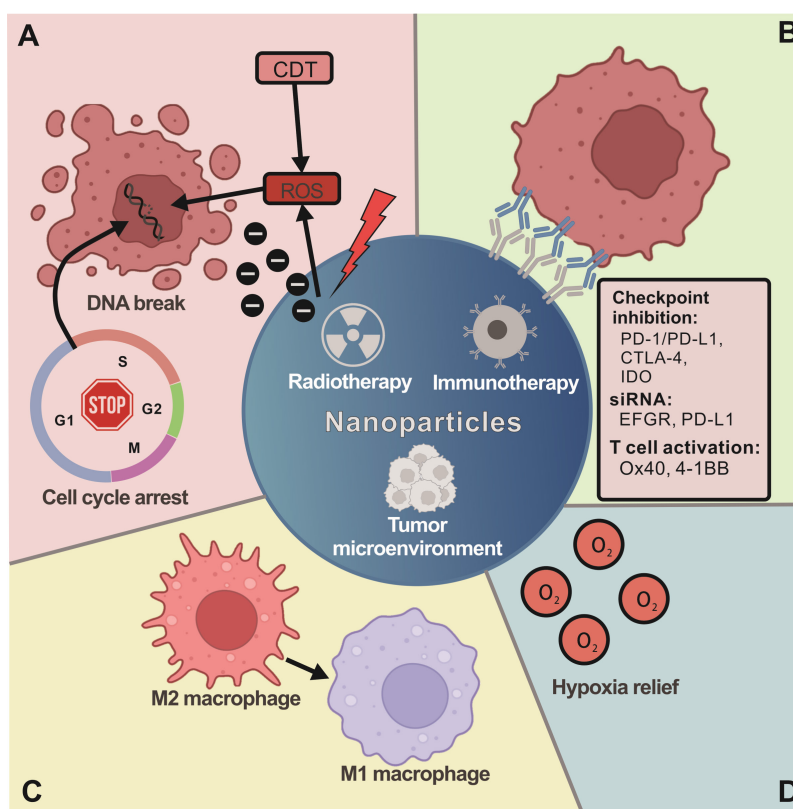 A
CDT
ROS
DNA break
S
G1
STOP
G2
M
Cell cycle arrest
B
Checkpoint
inhibition:
PD-1/PD-L1,
CTLA-4,
IDO
siRNA:
EFGR, PD-L1
T cell activation:
Ox40, 4-1BB
Radiotherapy
Immunotherapy
Nanoparticles
Tumor
microenvironment
M2 macrophage
M1 macrophage
C
O2
O2
O2
O2
Hypoxia relief
D